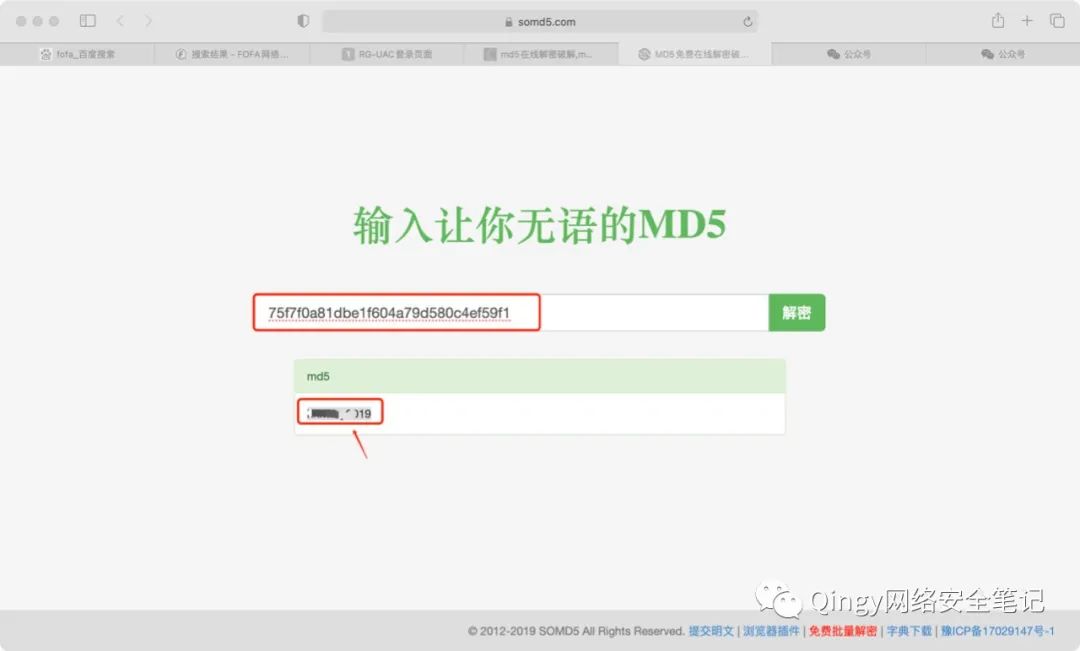 somd5.com
fofa_百度搜索
搜索结果 - FOFA网络...
RG-UAC登录页面
md5在线解密破解,m...
MD5免费在线解密破...
公众号
公众号
输入让你无语的MD5
75f7f0a81dbe1f604a79d580c4ef59f1
解密
md5
019
Qingy网络安全笔记
© 2012-2019 SOMD5 All Rights Reserved. 提交明文 | 浏览器插件 | 免费批量解密 | 字典下载 | 豫ICP备17029147号-1